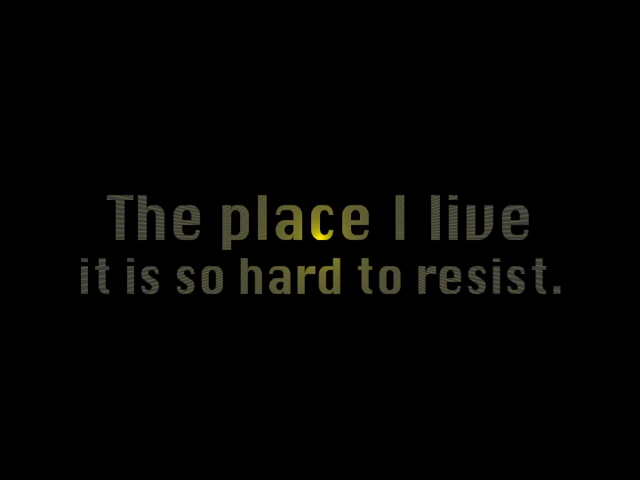 The place I live
it is so hard to resist.